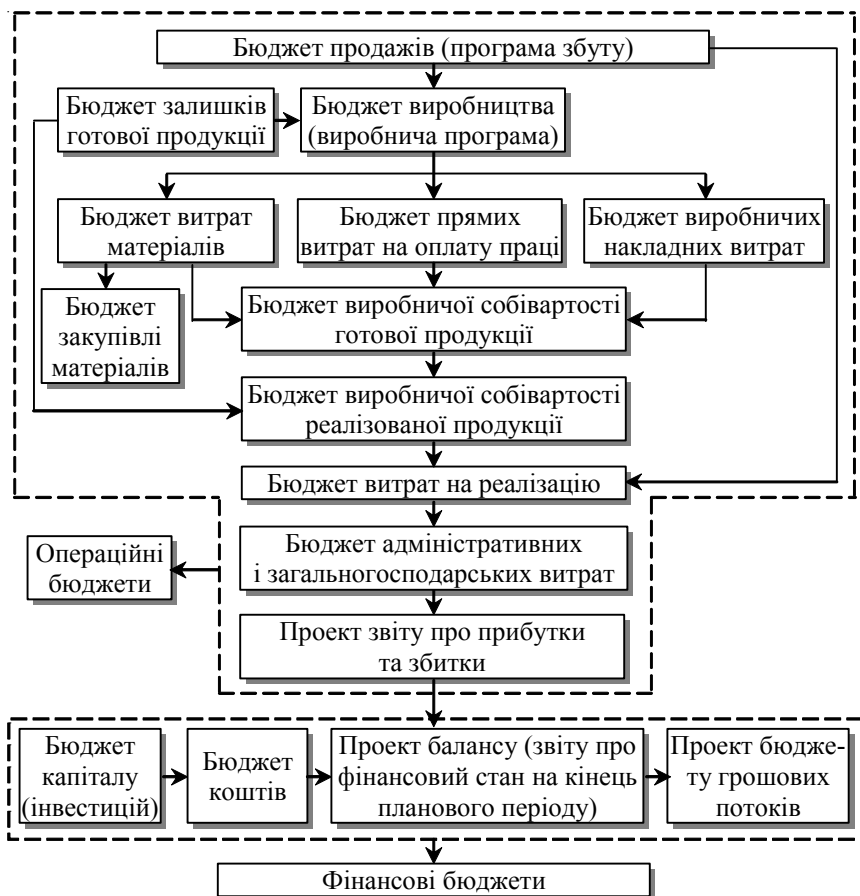 Бюджет продажів (програма збуту)
Бюджет залишків
готової продукції
Бюджет виробництва
(виробнича програма)
Бюджет витрат
матеріалів
Бюджет прямих
витрат на оплату праці
Бюджет виробничих
накладних витрат
Бюджет
закупівлі
матеріалів
Бюджет виробничої собівартості
готової продукції
Бюджет виробничої собівартості
реалізованої продукції
Бюджет витрат на реалізацію
Операційні
бюджети
Бюджет адміністративних
і загальногосподарських витрат
Проект звіту про прибутки
та збитки
Бюджет
капіталу
(інвестицій)
Бюджет
коштів
Проект балансу (звіту про
фінансовий стан на кінець
планового періоду)
Проект бюдже-
ту грошових
потоків
Фінансові бюджети